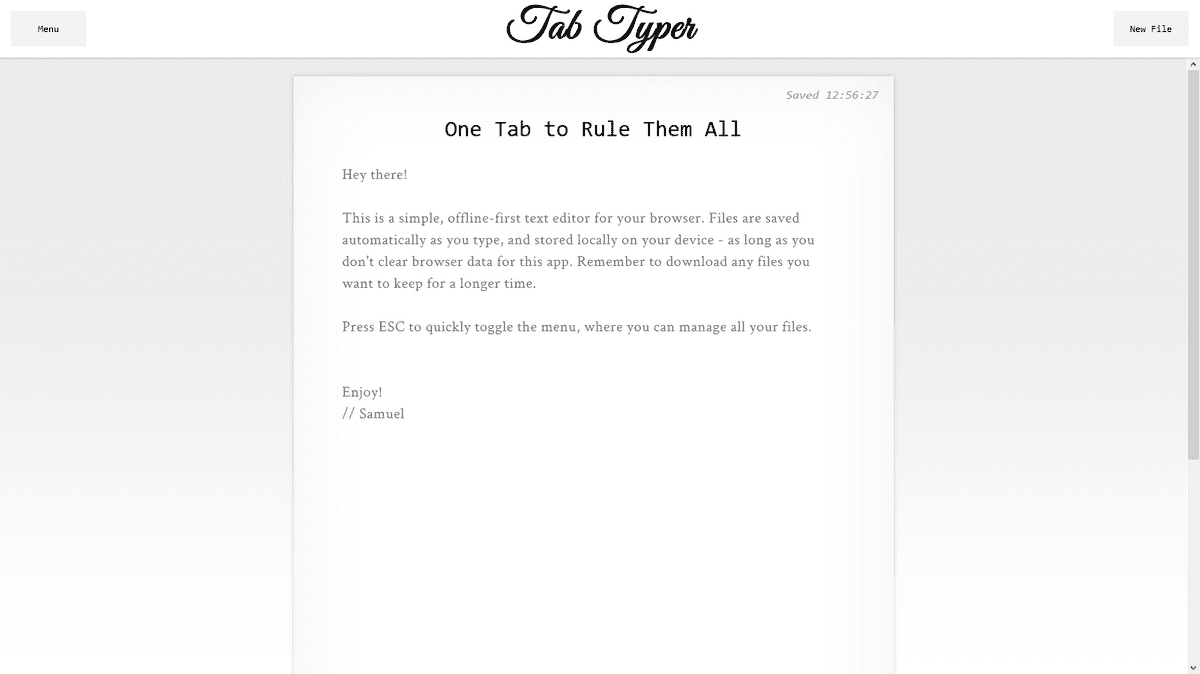 Menu
Tab Typer
New File
Saved 12:56:27
One Tab to Rule Them All
Hey there!
This is a simple, offline-first text editor for your browser. Files are saved
automatically as you type, and stored locally on your device - as long as you
don't clear browser data for this app. Remember to download any files you
want to keep for a longer time.
Press ESC to quickly toggle the menu, where you can manage all your files.
Enjoy!
// Samuel